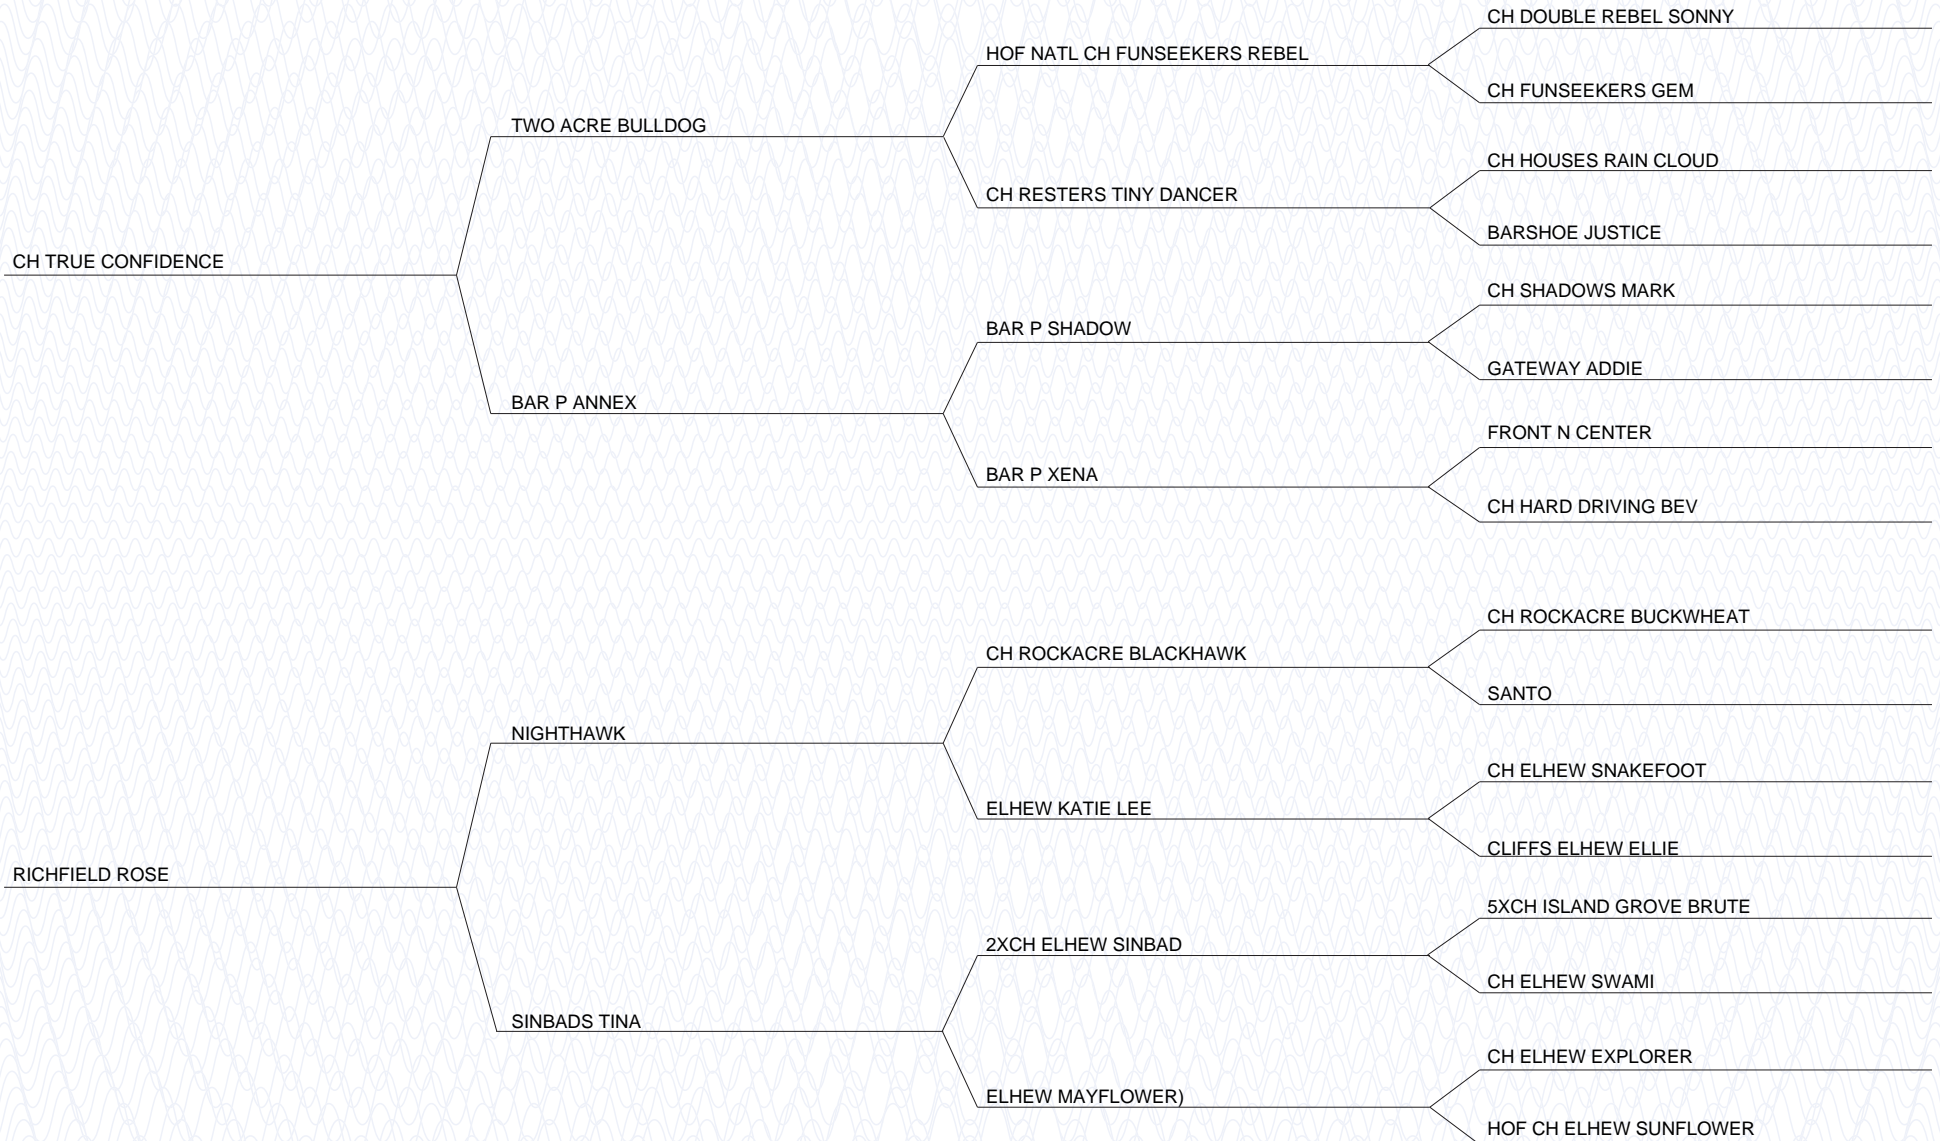 CH DOUBLE REBEL SONNY
HOF NATL CH FUNSEEKERS REBEL
CH FUNSEEKERS GEM
TWO ACRE BULLDOG
CH HOUSES RAIN CLOUD
CH RESTERS TINY DANCER
BARSHOE JUSTICE
CH TRUE CONFIDENCE
CH SHADOWS MARK
BAR P SHADOW
GATEWAY ADDIE
BAR P ANNEX
FRONT N CENTER
BAR P XENA
CH HARD DRIVING BEV
CH ROCKACRE BUCKWHEAT
CH ROCKACRE BLACKHAWK
SANTO
NIGHTHAWK
CH ELHEW SNAKEFOOT
ELHEW KATIE LEE
CLIFFS ELHEW ELLIE
RICHFIELD ROSE
5XCH ISLAND GROVE BRUTE
2XCH ELHEW SINBAD
CH ELHEW SWAMI
SINBADS TINA
CH ELHEW EXPLORER
ELHEW MAYFLOWER)
HOF CH ELHEW SUNFLOWER